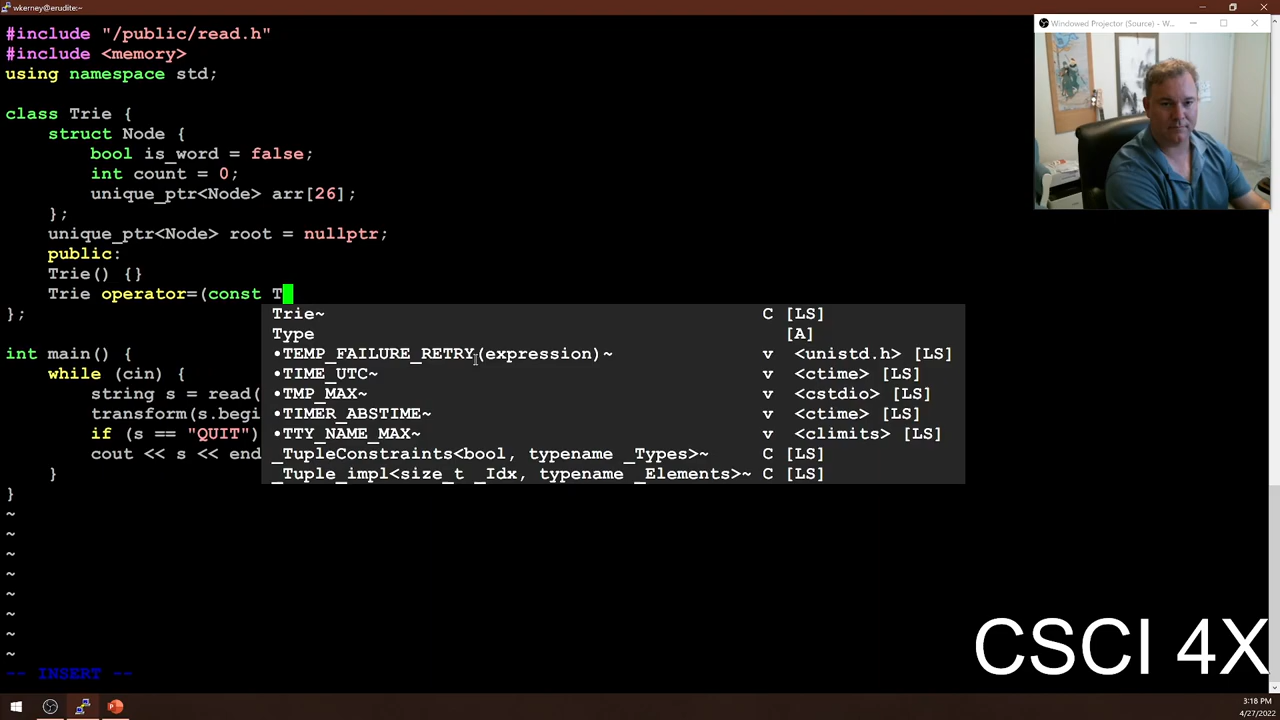 wkerney@erudite:~
#include "/public/read.h"
#include <memory>
using namespace std;
class Trie {
struct Node {
bool is_word = false;
int count = 0;
unique_ptr<Node> arr[26];
};
unique_ptr<Node> root = nullptr;
public:
Trie() {}
Trie operator=(const T
};
int main() {
while (cin) {
string s = read(
transform(s.begi
if (s == "QUIT")
cout << s << end
}
}
~
~
~
~
~
~
~
~
-- INSERT --
Trie~ C [LS]
Type [A]
•TEMP_FAILURE_RETRY(expression)~ v <unistd.h> [LS]
•TIME_UTC~ v <ctime> [LS]
•TMP_MAX~ v <cstdio> [LS]
•TIMER_ABSTIME~ v <ctime> [LS]
•TTY_NAME_MAX~ v <climits> [LS]
_TupleConstraints<bool, typename _Types>~ C [LS]
_Tuple_impl<size_t _Idx, typename _Elements>~ C [LS]
Windowed Projector (Source) - W...
CSCI 4X
3:18 PM
4/27/2022